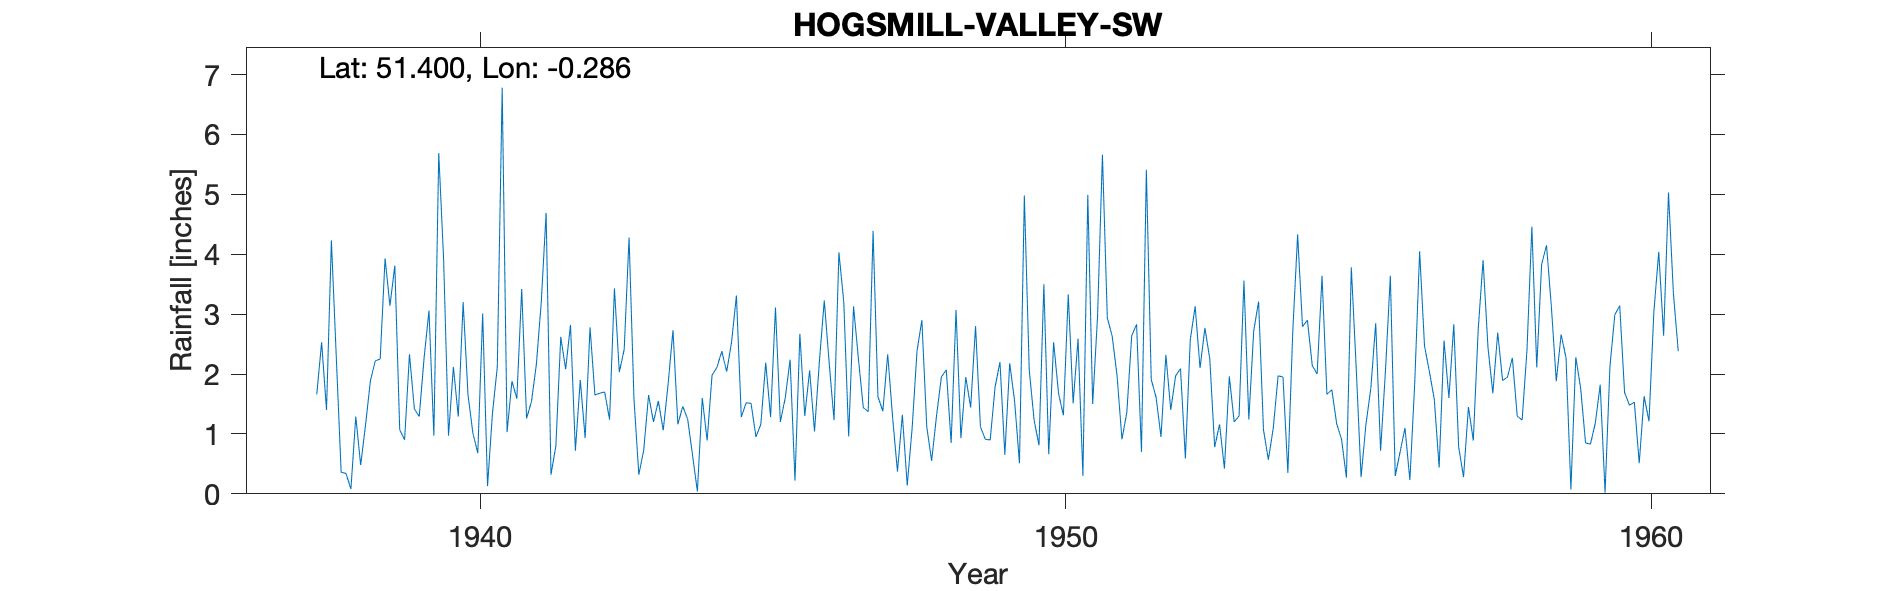 HOGSMILL-VALLEY-SW
Lat: 51.400, Lon: -0.286
7
6
5
4
3
2
1
0
Rainfall [inches]
1940 1950 1960
Year